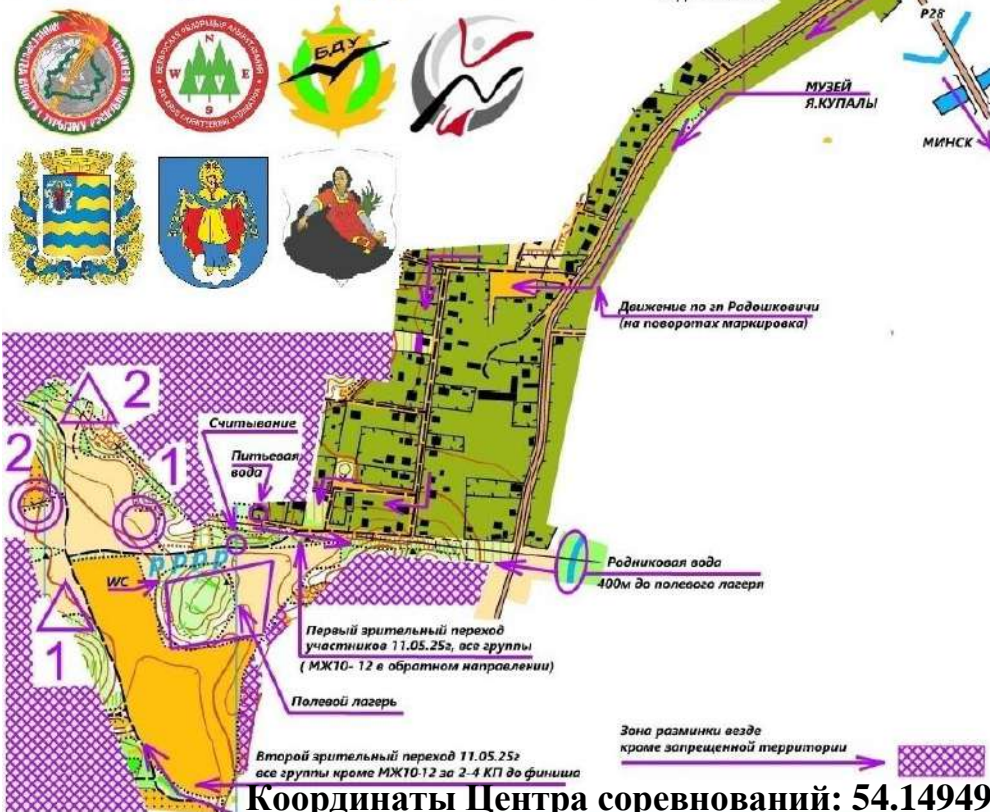 P28
МУЗЕЙ
Я.КУПАЛЫ
МИНСК
БДУ
W N E S
Движение по гп Радошковичи
(на поворотах маркировка)
2
Считывание
2
1
Питьевая
вода
Родниковая вода
400м до полевого лагеря
P P P P
WC
1
Первый зрительный переход
участников 11.05.25г, все группы
( МЖ10- 12 в обратном направлении)
Полевой лагерь
Зона разминки везде
кроме запрещенной территории
Второй зрительный переход 11.05.25г
все группы кроме МЖ10-12 за 2-4 КП до финиша
Координаты Центра соревнований: 54.14949